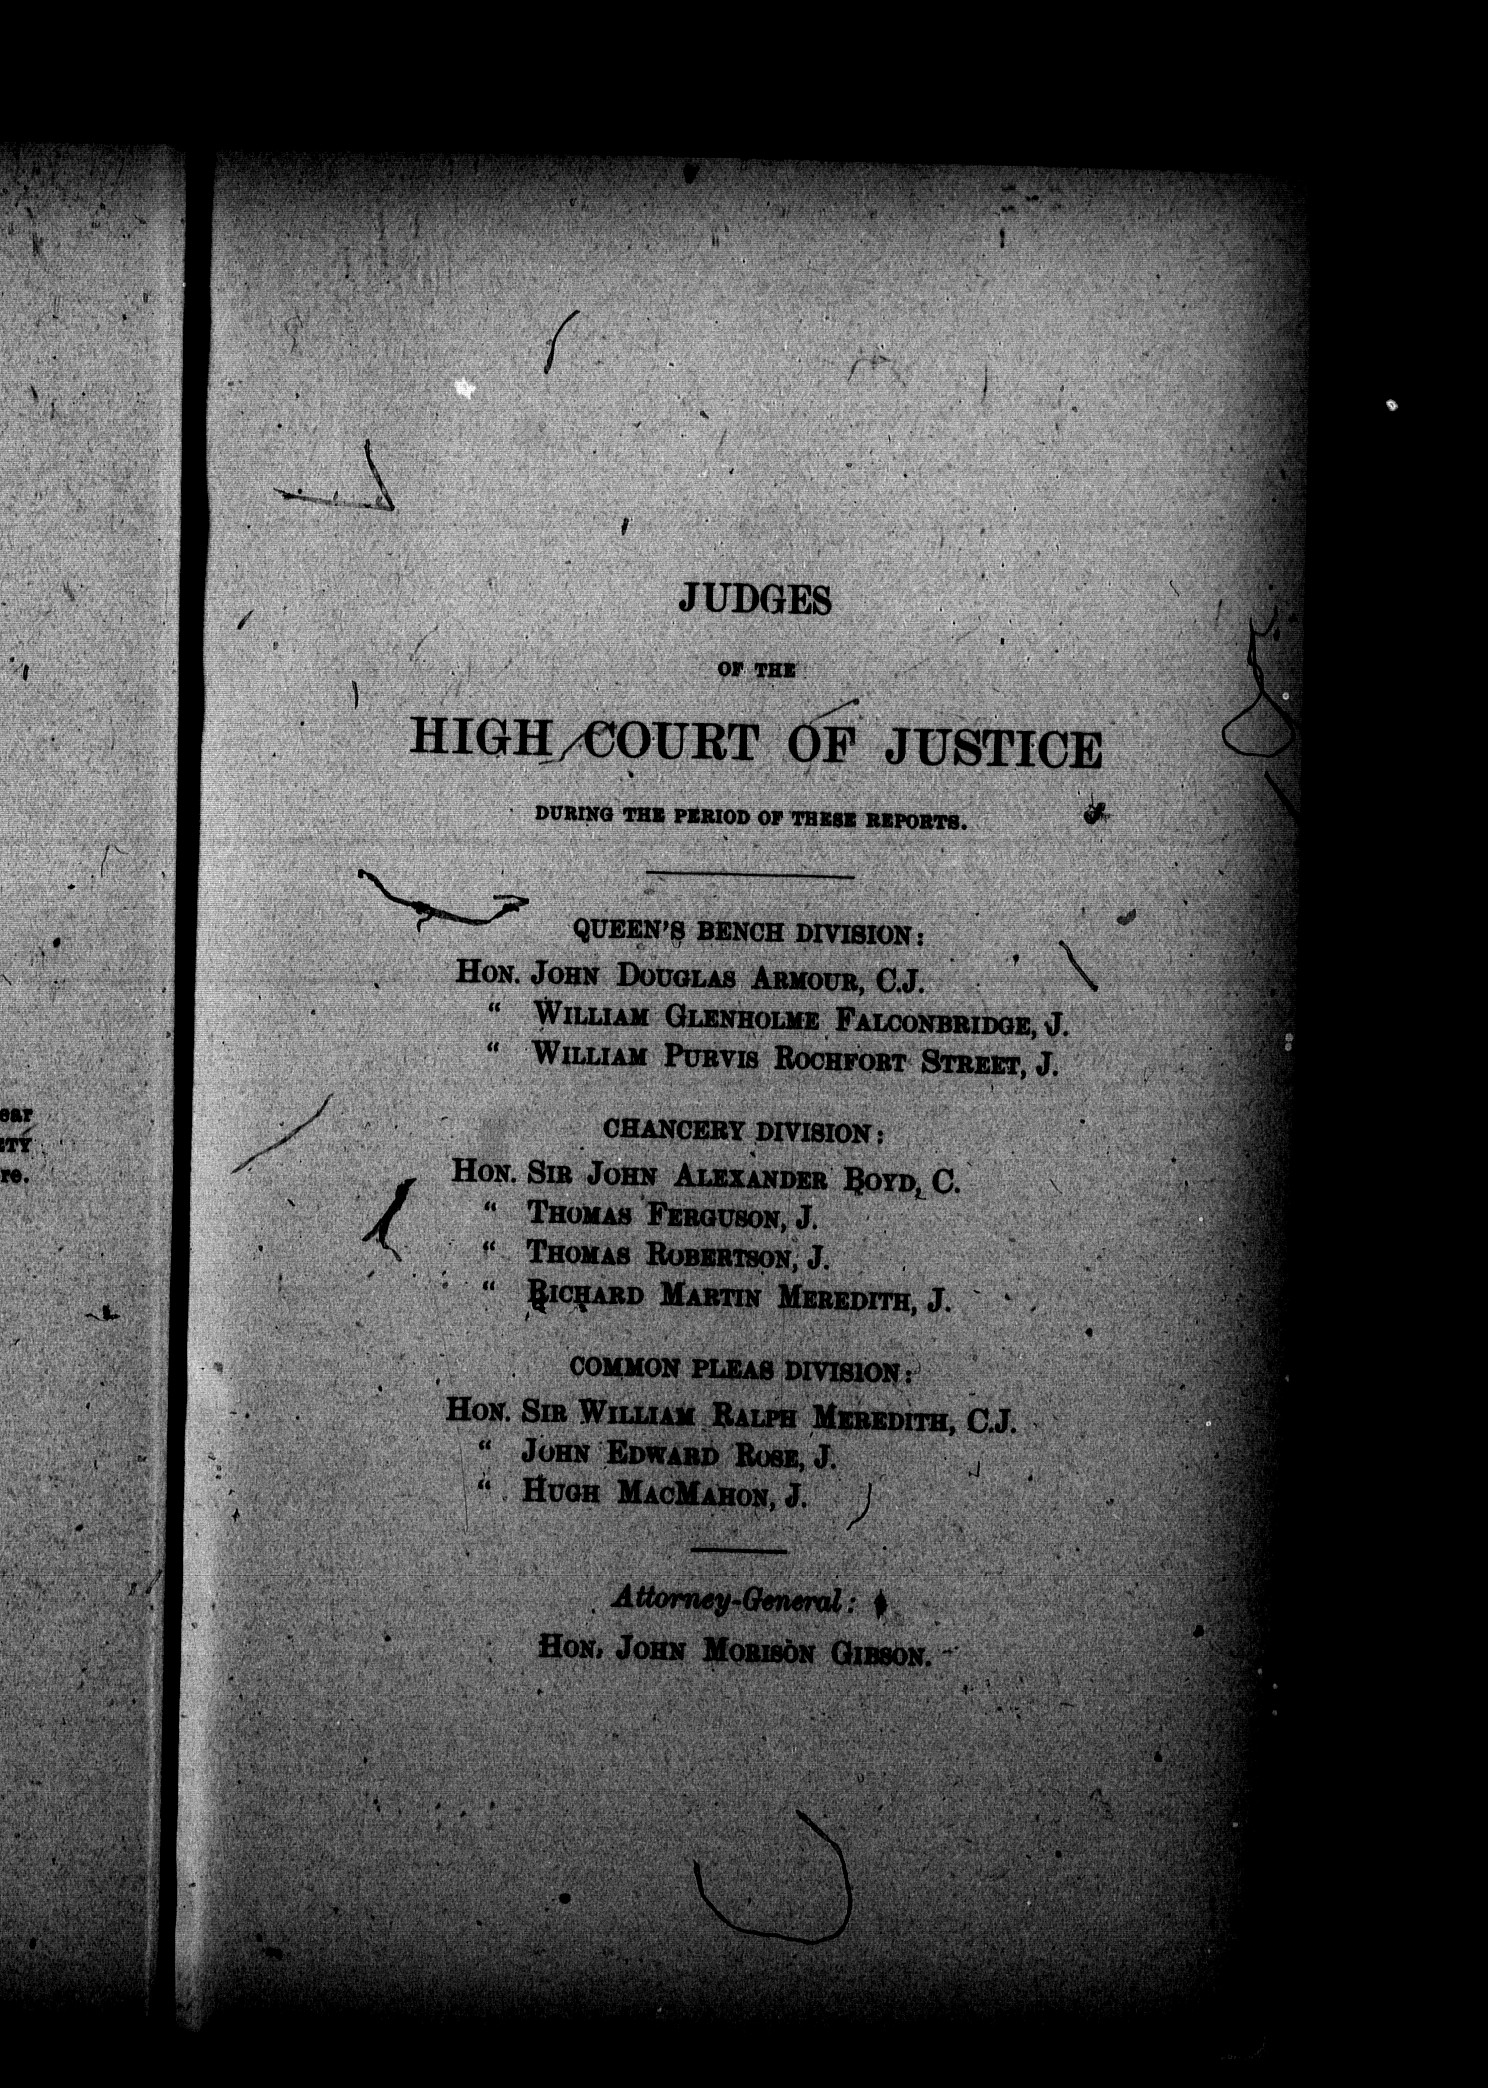 ear
ETY
re.
JUDGES
OF THE
HIGH COURT OF JUSTICE
DURING THE PERIOD OF THESE REPORTS.
QUEEN'S BENCH DIVISION:
HON. JOHN DOUGLAS ARMOUR, C.J.
“ WILLIAM GLENHOLME FALCONBRIDGE, J.
“ WILLIAM PURVIS ROCHFORT STREET, J.
CHANCERY DIVISION:
HON. SIR JOHN ALEXANDER BOYD, C.
“ THOMAS FERGUSON, J.
“ THOMAS ROBERTSON, J.
“ RICHARD MARTIN MEREDITH, J.
COMMON PLEAS DIVISION:
HON. SIR WILLIAM RALPH MEREDITH, C.J.
“ JOHN EDWARD ROSE, J.
“ HUGH MACMAHON, J.
Attorney-General:
HON. JOHN MORISON GIBSON.